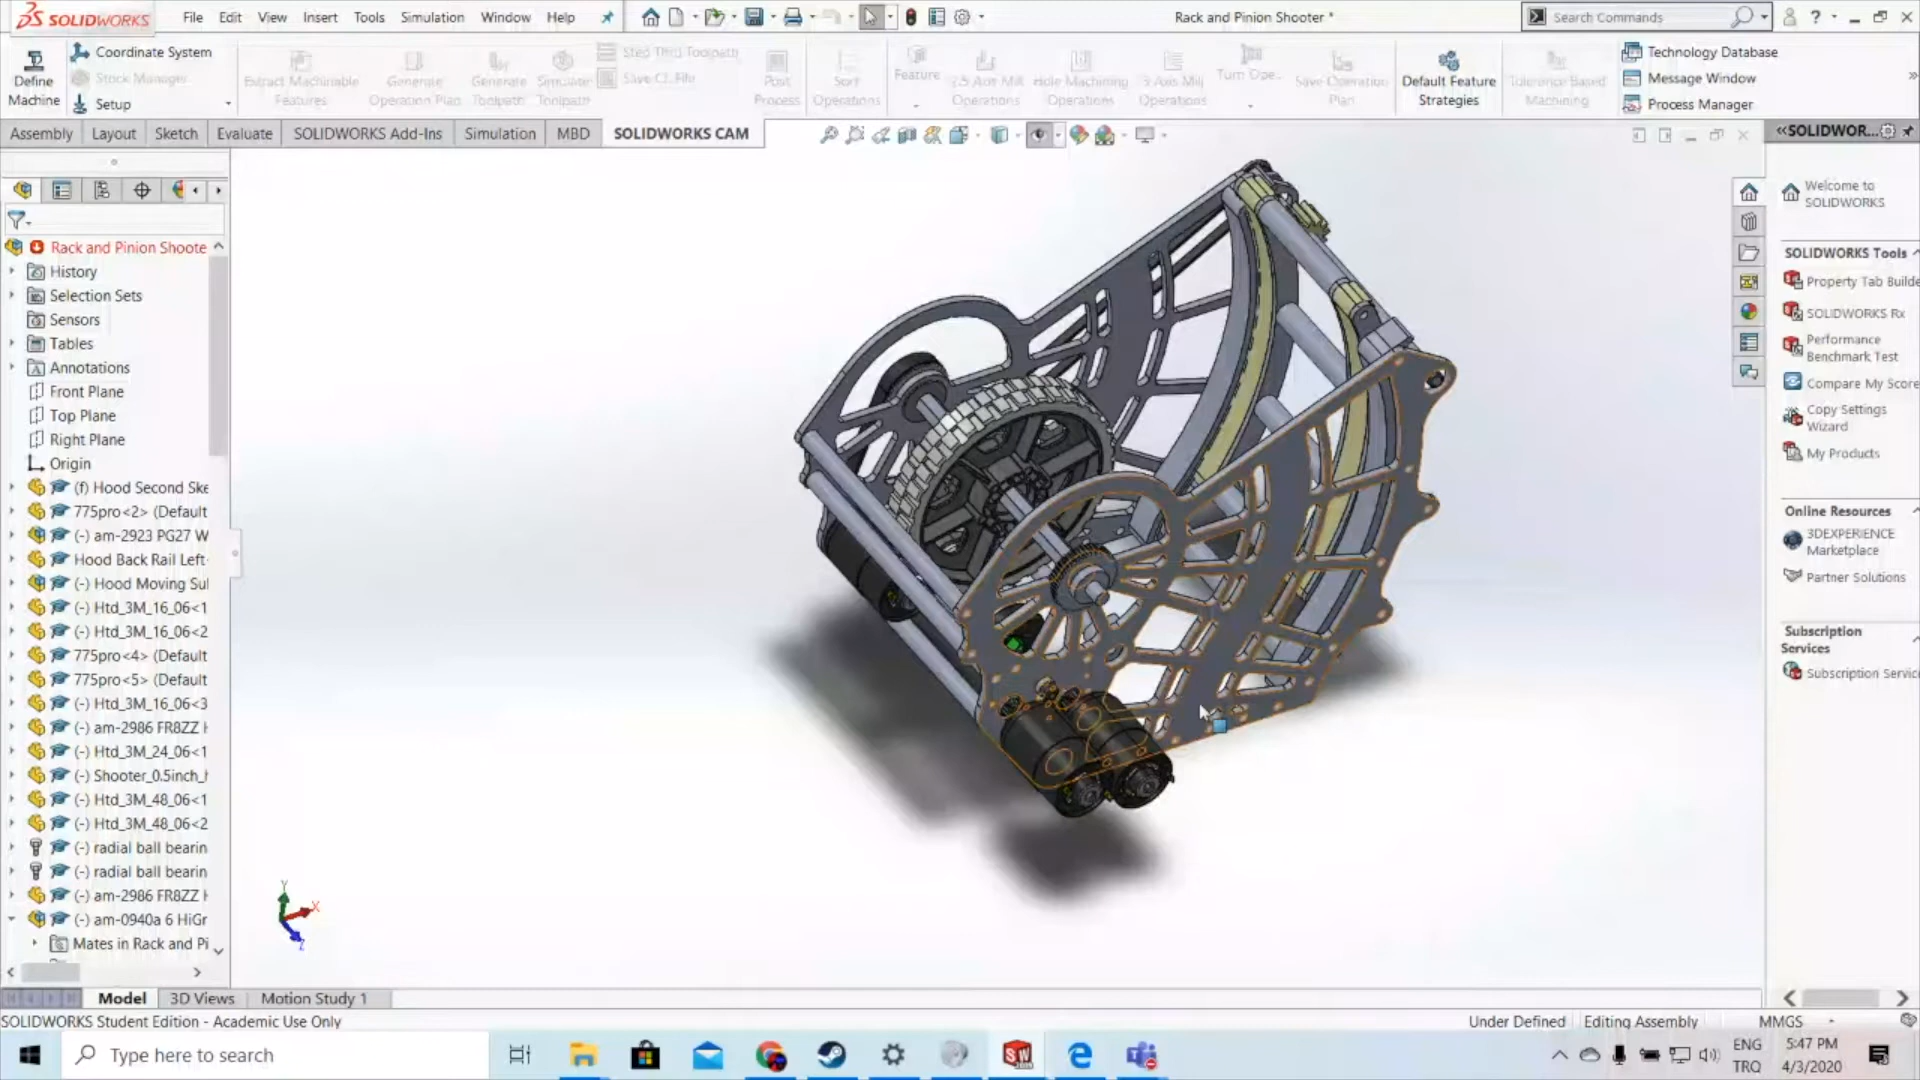 SOLIDWORKS
File Edit View Insert Tools Simulation Window Help
Rack and Pinion Shooter *
Search Commands
Define Machine
Coordinate System
Stock Manager
Setup
Extract Machinable Features
Generate Operation Plan
Generate Toolpath
Simulate Toolpath
Step Thru Toolpath
Save CL File
Post Process
Sort Operations
Feature
2.5 Axis Mill Operations
Hole Machining Operations
3 Axis Mill Operations
Turn Ope...
Save Operation Plan
Default Feature Strategies
Tolerance Based Machining
Technology Database
Message Window
Process Manager
Assembly Layout Sketch Evaluate SOLIDWORKS Add-Ins Simulation MBD SOLIDWORKS CAM
Rack and Pinion Shoote
History
Selection Sets
Sensors
Tables
Annotations
Front Plane
Top Plane
Right Plane
Origin
(f) Hood Second Ske
775pro<2> (Default
(-) am-2923 PG27 W
Hood Back Rail Left
(-) Hood Moving Sul
(-) Htd_3M_16_06<1
(-) Htd_3M_16_06<2
775pro<4> (Default
775pro<5> (Default
(-) Htd_3M_16_06<3
(-) am-2986 FR8ZZ H
(-) Htd_3M_24_06<1
(-) Shooter_0.5inch_h
(-) Htd_3M_48_06<1
(-) Htd_3M_48_06<2
(-) radial ball bearin
(-) radial ball bearin
(-) am-2986 FR8ZZ H
(-) am-0940a 6 HiGr
Mates in Rack and Pi
Y
X
Z
SOLIDWOR...
Welcome to
SOLIDWORKS
SOLIDWORKS Tools
Property Tab Builde
SOLIDWORKS Rx
Performance
Benchmark Test
Compare My Score
Copy Settings
Wizard
My Products
Online Resources
3DEXPERIENCE
Marketplace
Partner Solutions
Subscription
Services
Subscription Service
Model 3D Views Motion Study 1
SOLIDWORKS Student Edition - Academic Use Only
Under Defined Editing Assembly MMGS
Type here to search
SW
ENG
TRQ
5:47 PM
4/3/2020